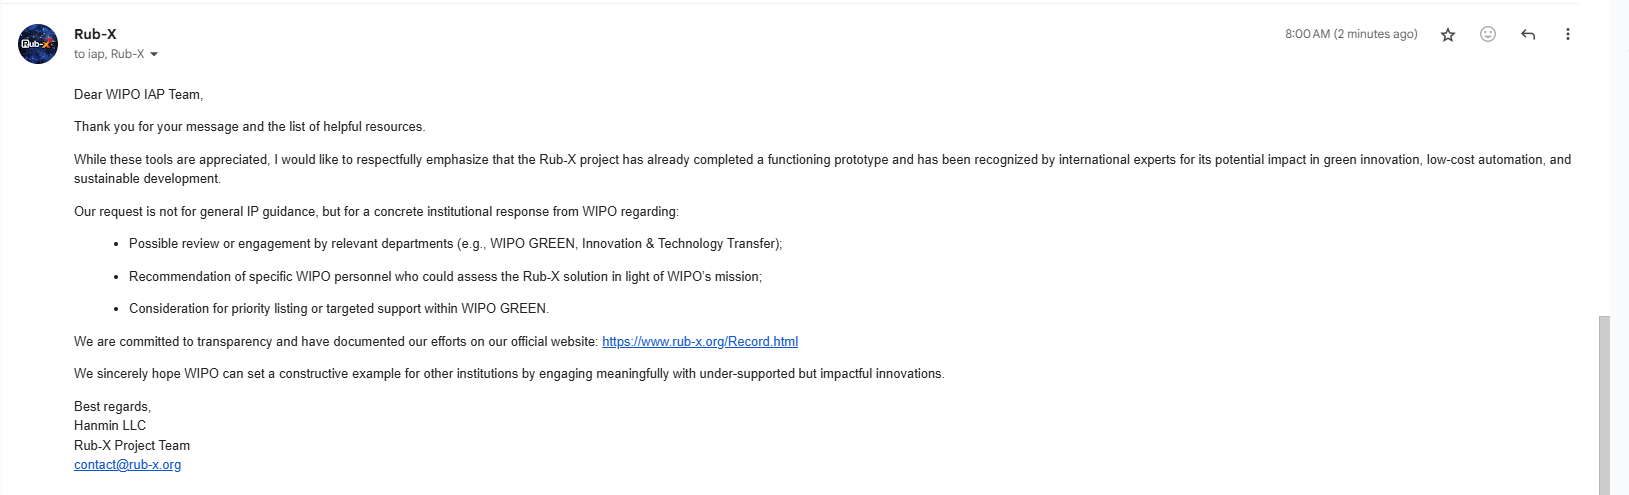 Rub-X
Rub-X
8:00 AM (2 minutes ago)
to iap, Rub-X
Dear WIPO IAP Team,
Thank you for your message and the list of helpful resources.
While these tools are appreciated, I would like to respectfully emphasize that the Rub-X project has already completed a functioning prototype and has been recognized by international experts for its potential impact in green innovation, low-cost automation, and
sustainable development.
Our request is not for general IP guidance, but for a concrete institutional response from WIPO regarding:
• Possible review or engagement by relevant departments (e.g., WIPO GREEN, Innovation & Technology Transfer);
• Recommendation of specific WIPO personnel who could assess the Rub-X solution in light of WIPO's mission;
• Consideration for priority listing or targeted support within WIPO GREEN.
We are committed to transparency and have documented our efforts on our official website: https://www.rub-x.org/Record.html
We sincerely hope WIPO can set a constructive example for other institutions by engaging meaningfully with under-supported but impactful innovations.
Best regards,
Hanmin LLC
Rub-X Project Team
contact@rub-x.org